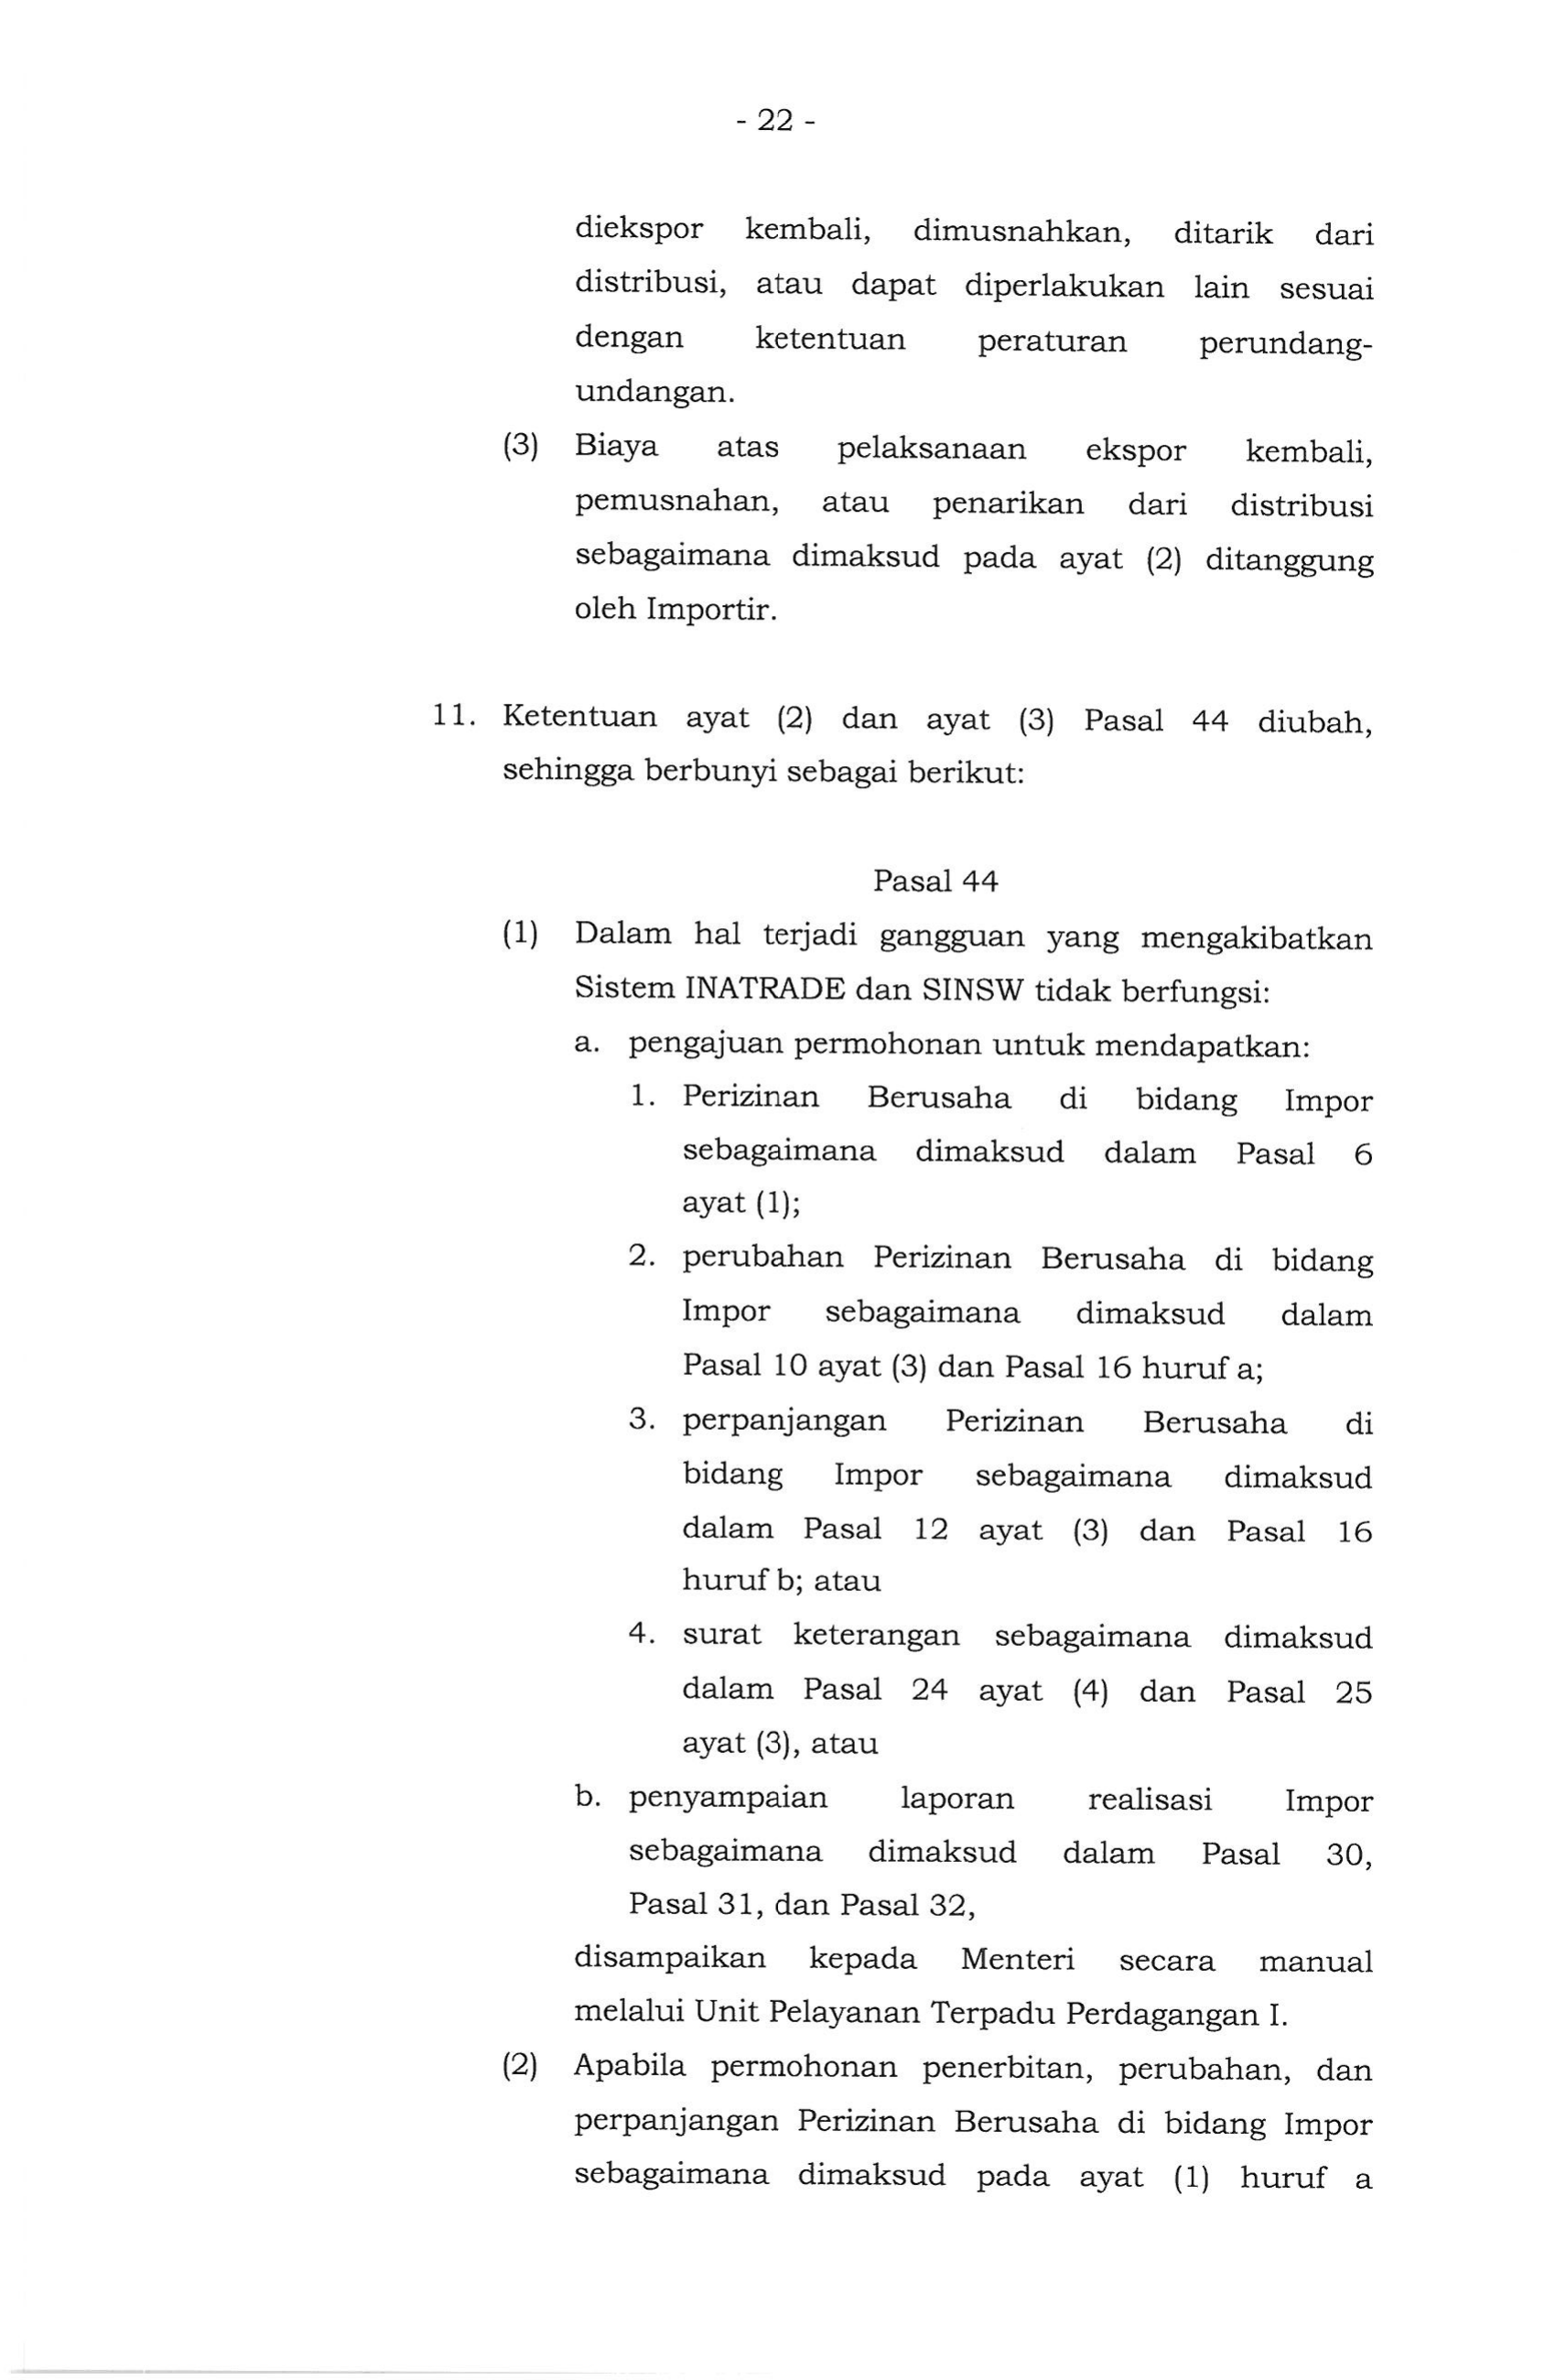 - 22 -
diekspor kembali, dimusnahkan, ditarik dari
distribusi, atau dapat diperlakukan lain sesuai
dengan ketentuan peraturan perundang-
undangan.
(3) Biaya atas pelaksanaan ekspor kembali,
pemusnahan, atau penarikan dari distribusi
sebagaimana dimaksud pada ayat (2) ditanggung
oleh Importir.
11. Ketentuan ayat (2) dan ayat (3) Pasal 44 diubah,
sehingga berbunyi sebagai berikut:
Pasal 44
(1) Dalam hal terjadi gangguan yang mengakibatkan
Sistem INATRADE dan SINSW tidak berfungsi:
a. pengajuan permohonan untuk mendapatkan:
1. Perizinan Berusaha di bidang Impor
sebagaimana dimaksud dalam Pasal 6
ayat (1);
2. perubahan Perizinan Berusaha di bidang
Impor sebagaimana dimaksud dalam
Pasal 10 ayat (3) dan Pasal 16 huruf a;
3. perpanjangan Perizinan Berusaha di
bidang Impor sebagaimana dimaksud
dalam Pasal 12 ayat (3) dan Pasal 16
huruf b; atau
4. surat keterangan sebagaimana dimaksud
dalam Pasal 24 ayat (4) dan Pasal 25
ayat (3), atau
b. penyampaian laporan realisasi Impor
sebagaimana dimaksud dalam Pasal 30,
Pasal 31, dan Pasal 32,
disampaikan kepada Menteri secara manual
melalui Unit Pelayanan Terpadu Perdagangan I.
(2) Apabila permohonan penerbitan, perubahan, dan
perpanjangan Perizinan Berusaha di bidang Impor
sebagaimana dimaksud pada ayat (1) huruf a